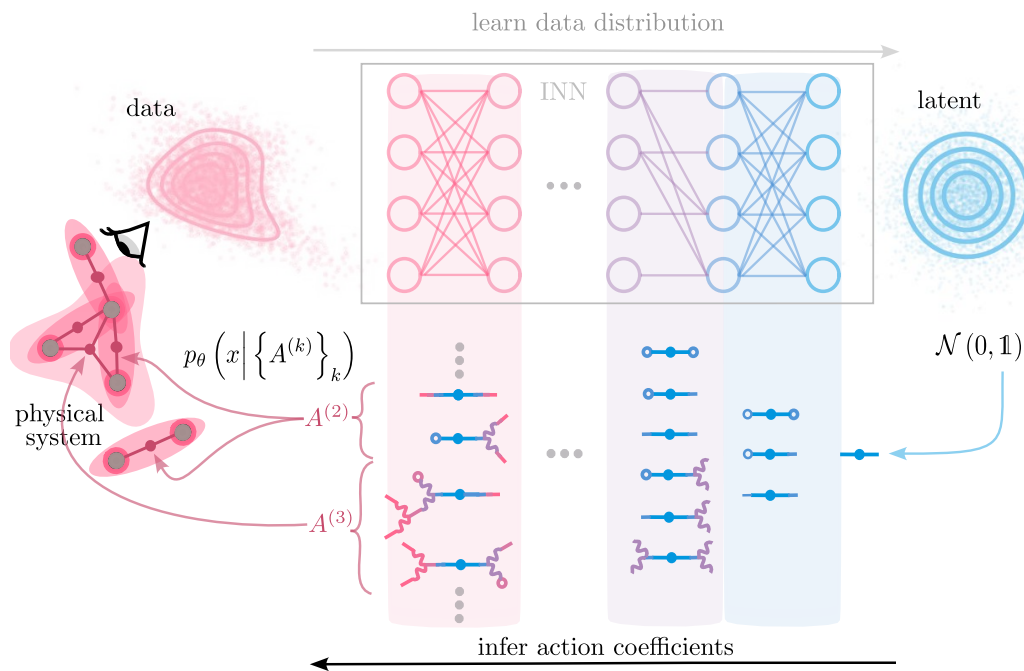 learn data distribution
INN
data
latent
p_θ ( x | { A^(k) }_k )
𝒩 (0, 𝟙)
physical
system
A^(2)
A^(3)
infer action coefficients